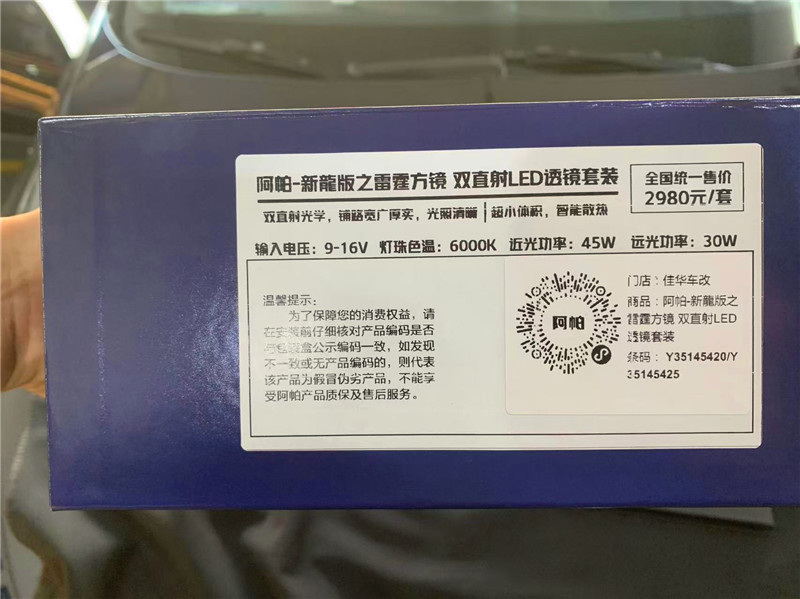 阿帕-新龍版之雷霆方镜 双直射LED透镜套装
全国统一售价
2980元/套
双直射光学，铺路宽广厚实，光照清晰｜超小体积，智能散热
输入电压：9-16V 灯珠色温：6000K 近光功率：45W 远光功率：30W
温馨提示：
为了保障您的消费权益，请
在安装前仔细核对产品编码是否
与包装盒公示编码一致，如发现
不一致或无产品编码的，则代表
该产品为假冒伪劣产品，不能享
受阿帕产品质保及售后服务。
阿帕
门店：佳华车改
商品：阿帕-新龍版之
雷霆方镜 双直射LED
透镜套装
条码：Y35145420/Y
35145425